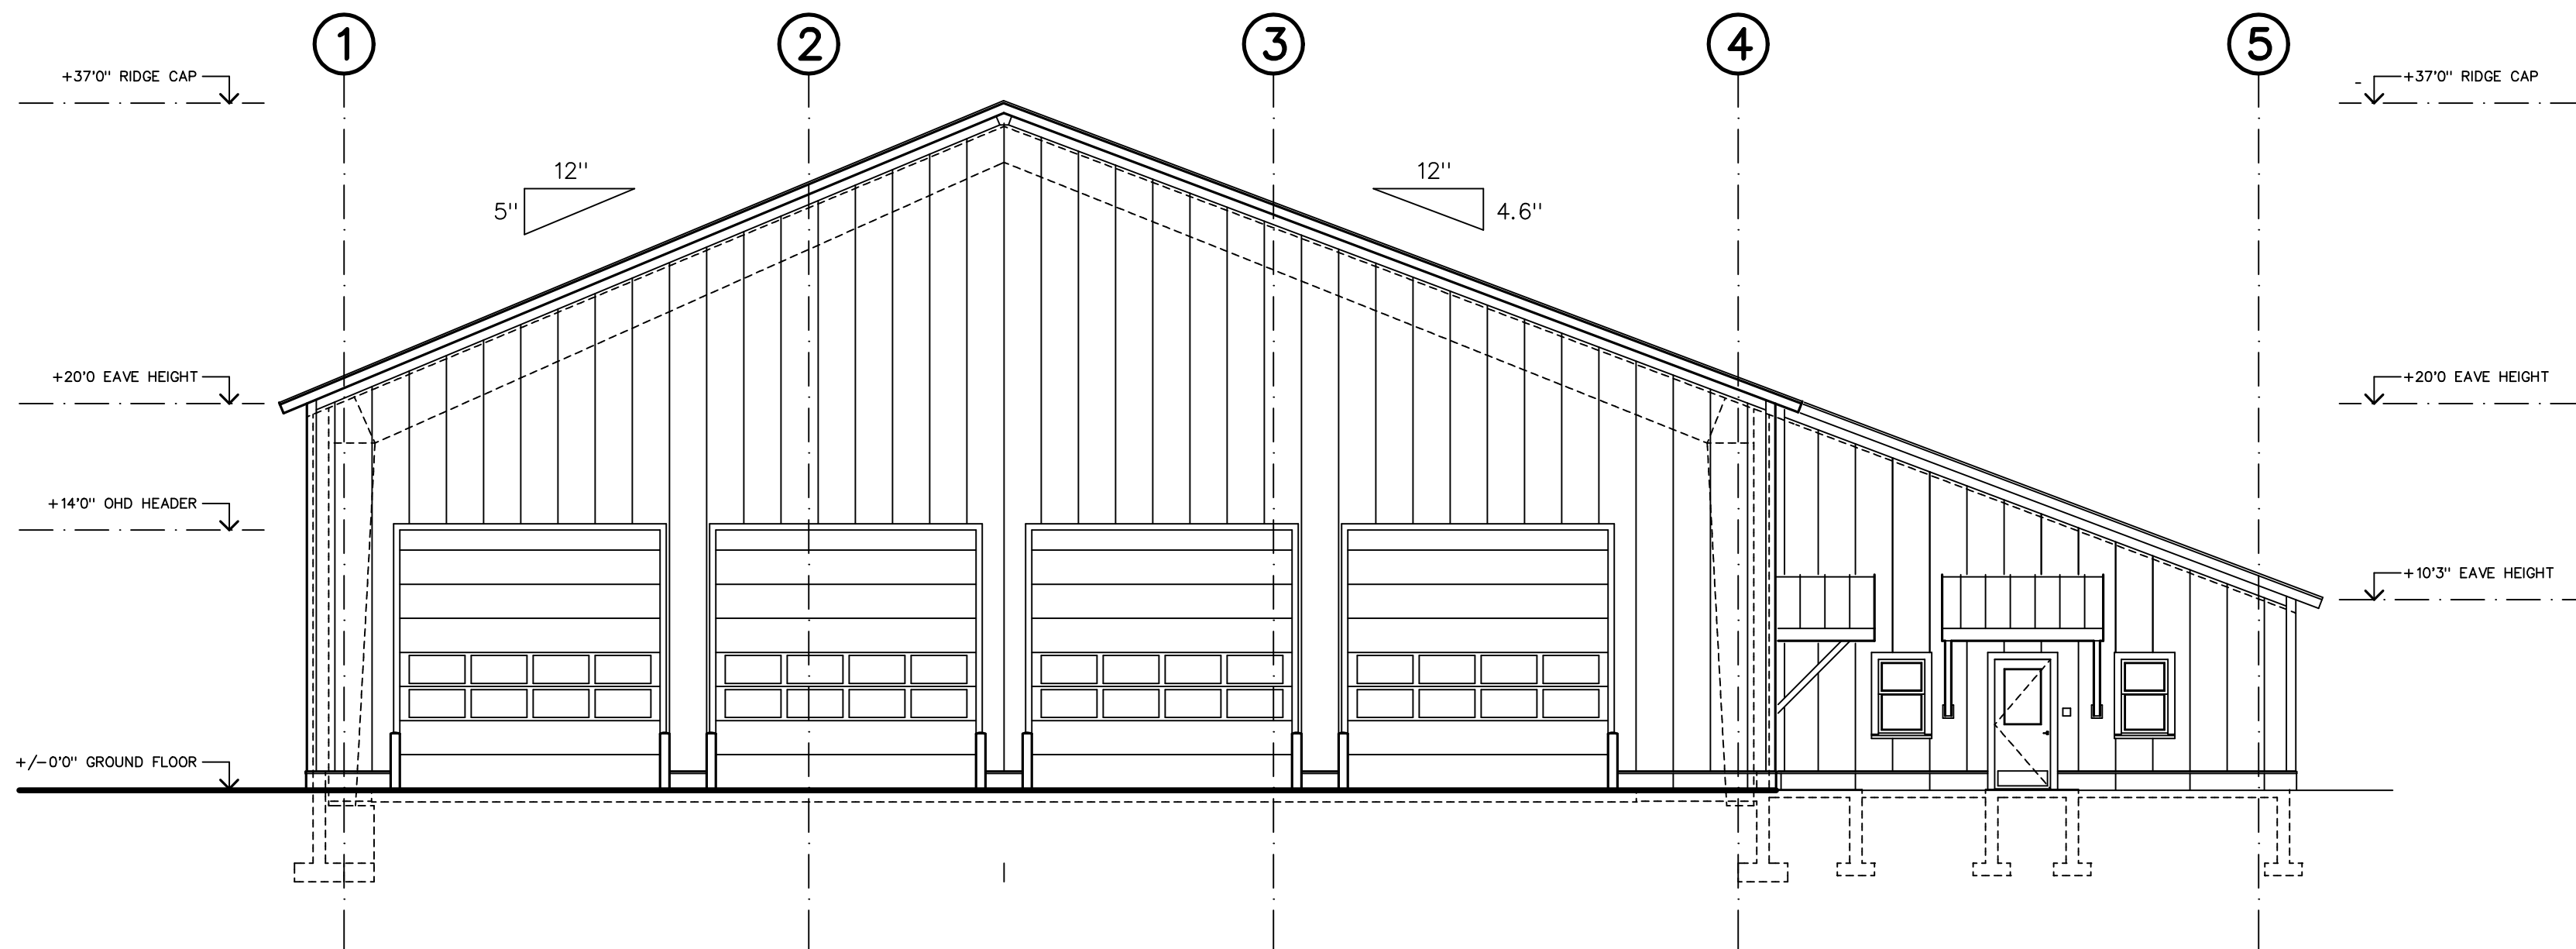 1
2
3
4
5
+37'0" RIDGE CAP
- +37'0" RIDGE CAP
12"
5"
12"
4.6"
+20'0 EAVE HEIGHT
+20'0 EAVE HEIGHT
+14'0" OHD HEADER
+10'3" EAVE HEIGHT
+/-0'0" GROUND FLOOR